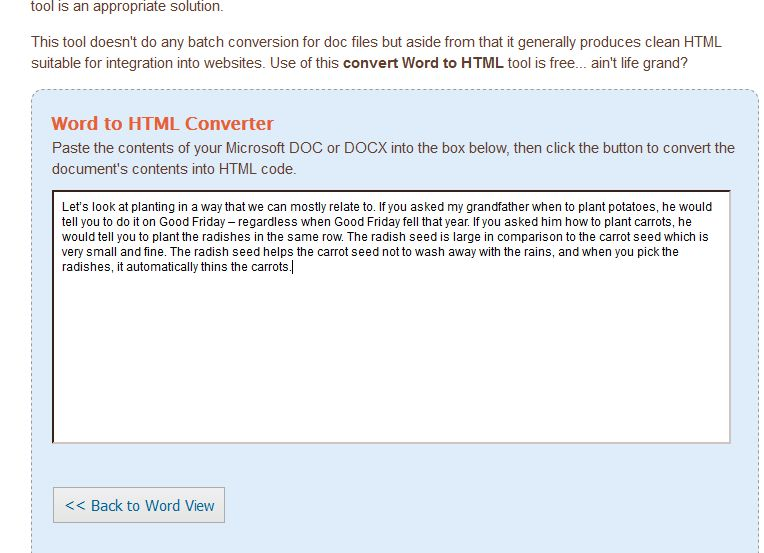 tool is an appropriate solution.
This tool doesn't do any batch conversion for doc files but aside from that it generally produces clean HTML
suitable for integration into websites. Use of this convert Word to HTML tool is free... ain't life grand?
Word to HTML Converter
Paste the contents of your Microsoft DOC or DOCX into the box below, then click the button to convert the
document's contents into HTML code.
Let's look at planting in a way that we can mostly relate to. If you asked my grandfather when to plant potatoes, he would
tell you to do it on Good Friday – regardless when Good Friday fell that year. If you asked him how to plant carrots, he
would tell you to plant the radishes in the same row. The radish seed is large in comparison to the carrot seed which is
very small and fine. The radish seed helps the carrot seed not to wash away with the rains, and when you pick the
radishes, it automatically thins the carrots.
<< Back to Word View